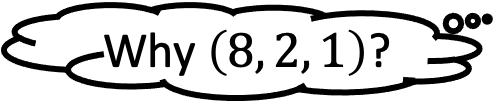 Why (8, 2, 1)?